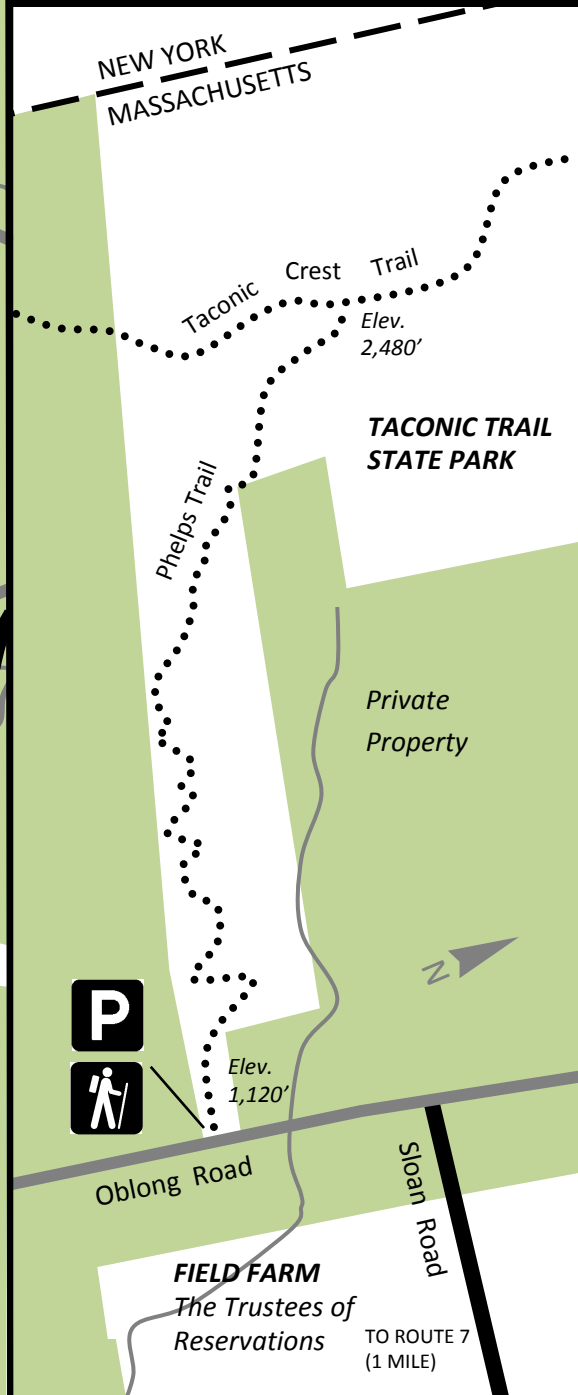 NEW YORK
MASSACHUSETTS
Taconic Crest Trail
Elev.
2,480’
TACONIC TRAIL
STATE PARK
Phelps Trail
Private
Property
N
P
Elev.
1,120’
Oblong Road
Sloan Road
FIELD FARM
The Trustees of
Reservations
TO ROUTE 7
(1 MILE)